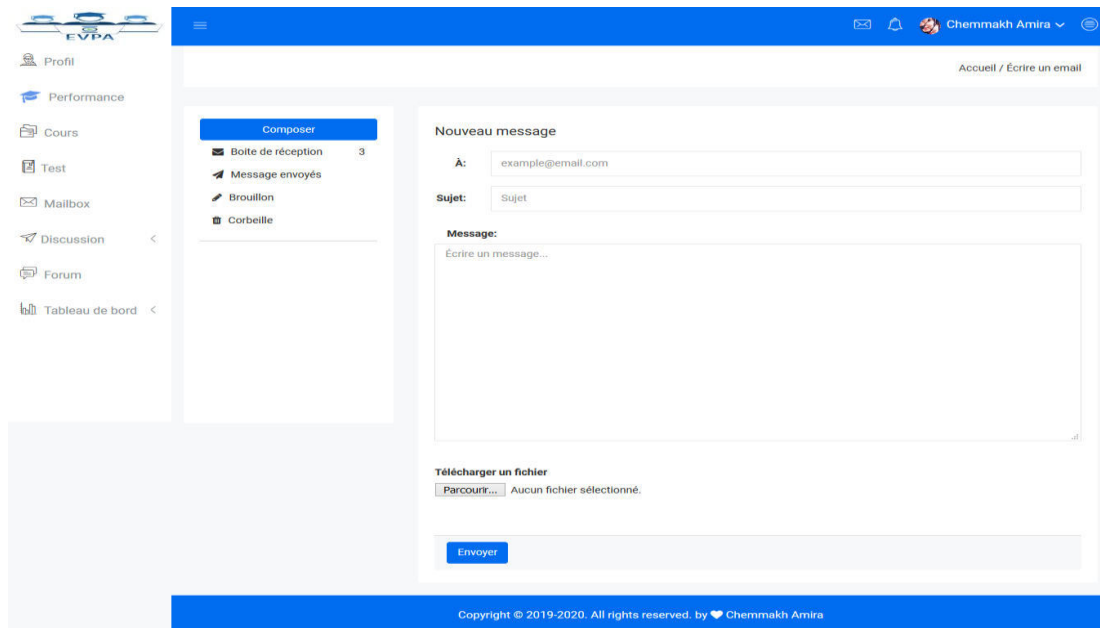 EVPA
Chemmakh Amira
Profil
Accueil / Écrire un email
Performance
Cours
Test
Mailbox
Discussion
Forum
Tableau de bord
Composer
Boite de réception 3
Message envoyés
Brouillon
Corbeille
Nouveau message
À: example@email.com
Sujet: Sujet
Message:
Écrire un message...
Télécharger un fichier
Parcourir... Aucun fichier sélectionné.
Envoyer
Copyright © 2019-2020. All rights reserved. by ❤ Chemmakh Amira